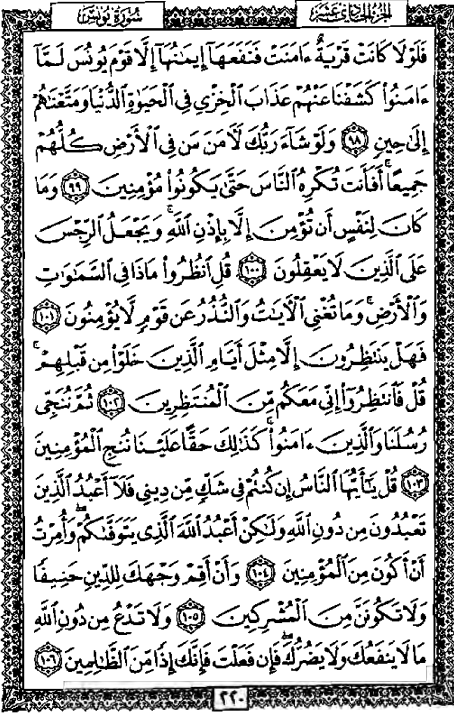 الجزء الحادي عشر
سورة يونس
فَلَوْلَا كَانَتْ قَرْيَةٌ ءَامَنَتْ فَنَفَعَهَآ إِيمَٰنُهَآ إِلَّا قَوْمَ يُونُسَ لَمَّآ
ءَامَنُوا۟ كَشَفْنَا عَنْهُمْ عَذَابَ ٱلْخِزْيِ فِى ٱلْحَيَوٰةِ ٱلدُّنْيَا وَمَتَّعْنَٰهُمْ
إِلَىٰ حِينٍ ٩٨ وَلَوْ شَآءَ رَبُّكَ لَءَامَنَ مَن فِى ٱلْأَرْضِ كُلُّهُمْ
جَمِيعًا ۚ أَفَأَنتَ تُكْرِهُ ٱلنَّاسَ حَتَّىٰ يَكُونُوا۟ مُؤْمِنِينَ ٩٩ وَمَا
كَانَ لِنَفْسٍ أَن تُؤْمِنَ إِلَّا بِإِذْنِ ٱللَّهِ ۚ وَيَجْعَلُ ٱلرِّجْسَ
عَلَى ٱلَّذِينَ لَا يَعْقِلُونَ ١٠٠ قُلِ ٱنظُرُوا۟ مَاذَا فِى ٱلسَّمَٰوَٰتِ
وَٱلْأَرْضِ ۚ وَمَا تُغْنِى ٱلْءَايَٰتُ وَٱلنُّذُرُ عَن قَوْمٍ لَّا يُؤْمِنُونَ ١٠١
فَهَلْ يَنتَظِرُونَ إِلَّا مِثْلَ أَيَّامِ ٱلَّذِينَ خَلَوْا۟ مِن قَبْلِهِمْ ۚ
قُلْ فَٱنتَظِرُوٓا۟ إِنِّى مَعَكُم مِّنَ ٱلْمُنتَظِرِينَ ١٠٢ ثُمَّ نُنَجِّى
رُسُلَنَا وَٱلَّذِينَ ءَامَنُوا۟ ۚ كَذَٰلِكَ حَقًّا عَلَيْنَا نُنجِ ٱلْمُؤْمِنِينَ
١٠٣ قُلْ يَٰٓأَيُّهَا ٱلنَّاسُ إِن كُنتُمْ فِى شَكٍّ مِّن دِينِى فَلَآ أَعْبُدُ ٱلَّذِينَ
تَعْبُدُونَ مِن دُونِ ٱللَّهِ وَلَٰكِنْ أَعْبُدُ ٱللَّهَ ٱلَّذِى يَتَوَفَّىٰكُمْ ۖ وَأُمِرْتُ
أَنْ أَكُونَ مِنَ ٱلْمُؤْمِنِينَ ١٠٤ وَأَنْ أَقِمْ وَجْهَكَ لِلدِّينِ حَنِيفًا
وَلَا تَكُونَنَّ مِنَ ٱلْمُشْرِكِينَ ١٠٥ وَلَا تَدْعُ مِن دُونِ ٱللَّهِ
مَا لَا يَنفَعُكَ وَلَا يَضُرُّكَ ۖ فَإِن فَعَلْتَ فَإِنَّكَ إِذًا مِّنَ ٱلظَّٰلِمِينَ ١٠٦
٢٢٠